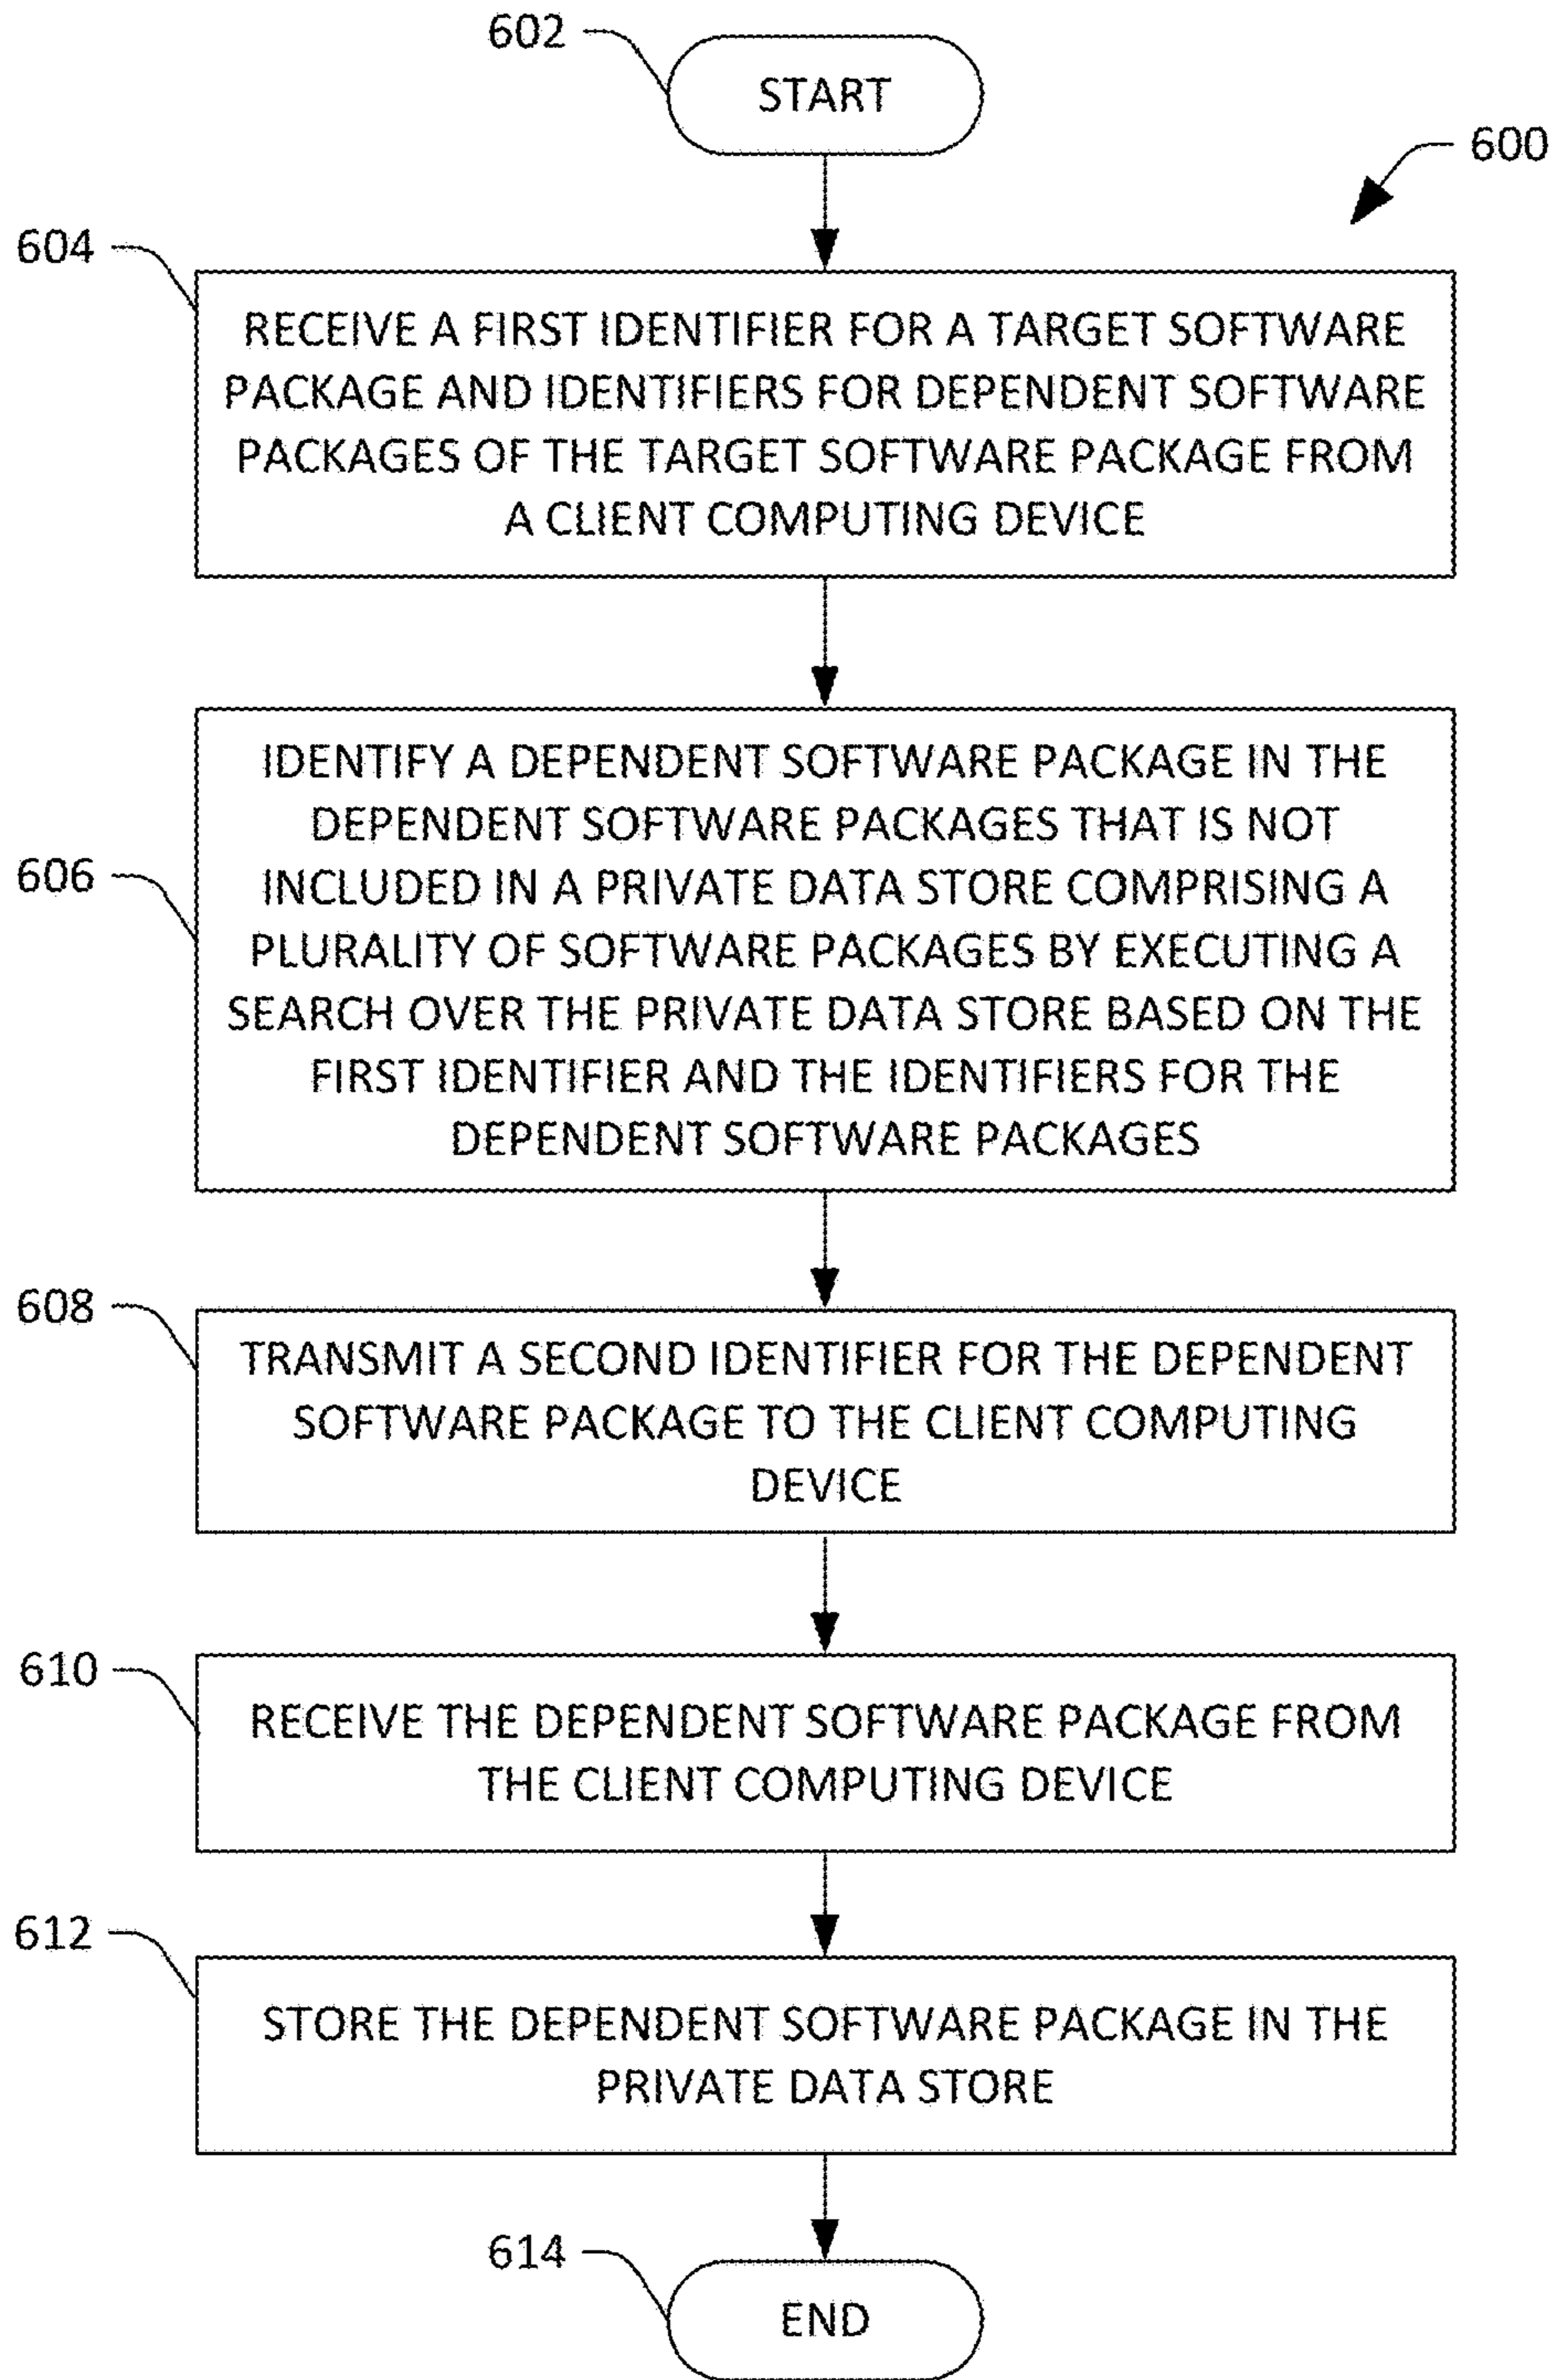 602
START
600
604
RECEIVE A FIRST IDENTIFIER FOR A TARGET SOFTWARE
PACKAGE AND IDENTIFIERS FOR DEPENDENT SOFTWARE
PACKAGES OF THE TARGET SOFTWARE PACKAGE FROM
A CLIENT COMPUTING DEVICE
606
IDENTIFY A DEPENDENT SOFTWARE PACKAGE IN THE
DEPENDENT SOFTWARE PACKAGES THAT IS NOT
INCLUDED IN A PRIVATE DATA STORE COMPRISING A
PLURALITY OF SOFTWARE PACKAGES BY EXECUTING A
SEARCH OVER THE PRIVATE DATA STORE BASED ON THE
FIRST IDENTIFIER AND THE IDENTIFIERS FOR THE
DEPENDENT SOFTWARE PACKAGES
608
TRANSMIT A SECOND IDENTIFIER FOR THE DEPENDENT
SOFTWARE PACKAGE TO THE CLIENT COMPUTING
DEVICE
610
RECEIVE THE DEPENDENT SOFTWARE PACKAGE FROM
THE CLIENT COMPUTING DEVICE
612
STORE THE DEPENDENT SOFTWARE PACKAGE IN THE
PRIVATE DATA STORE
614
END